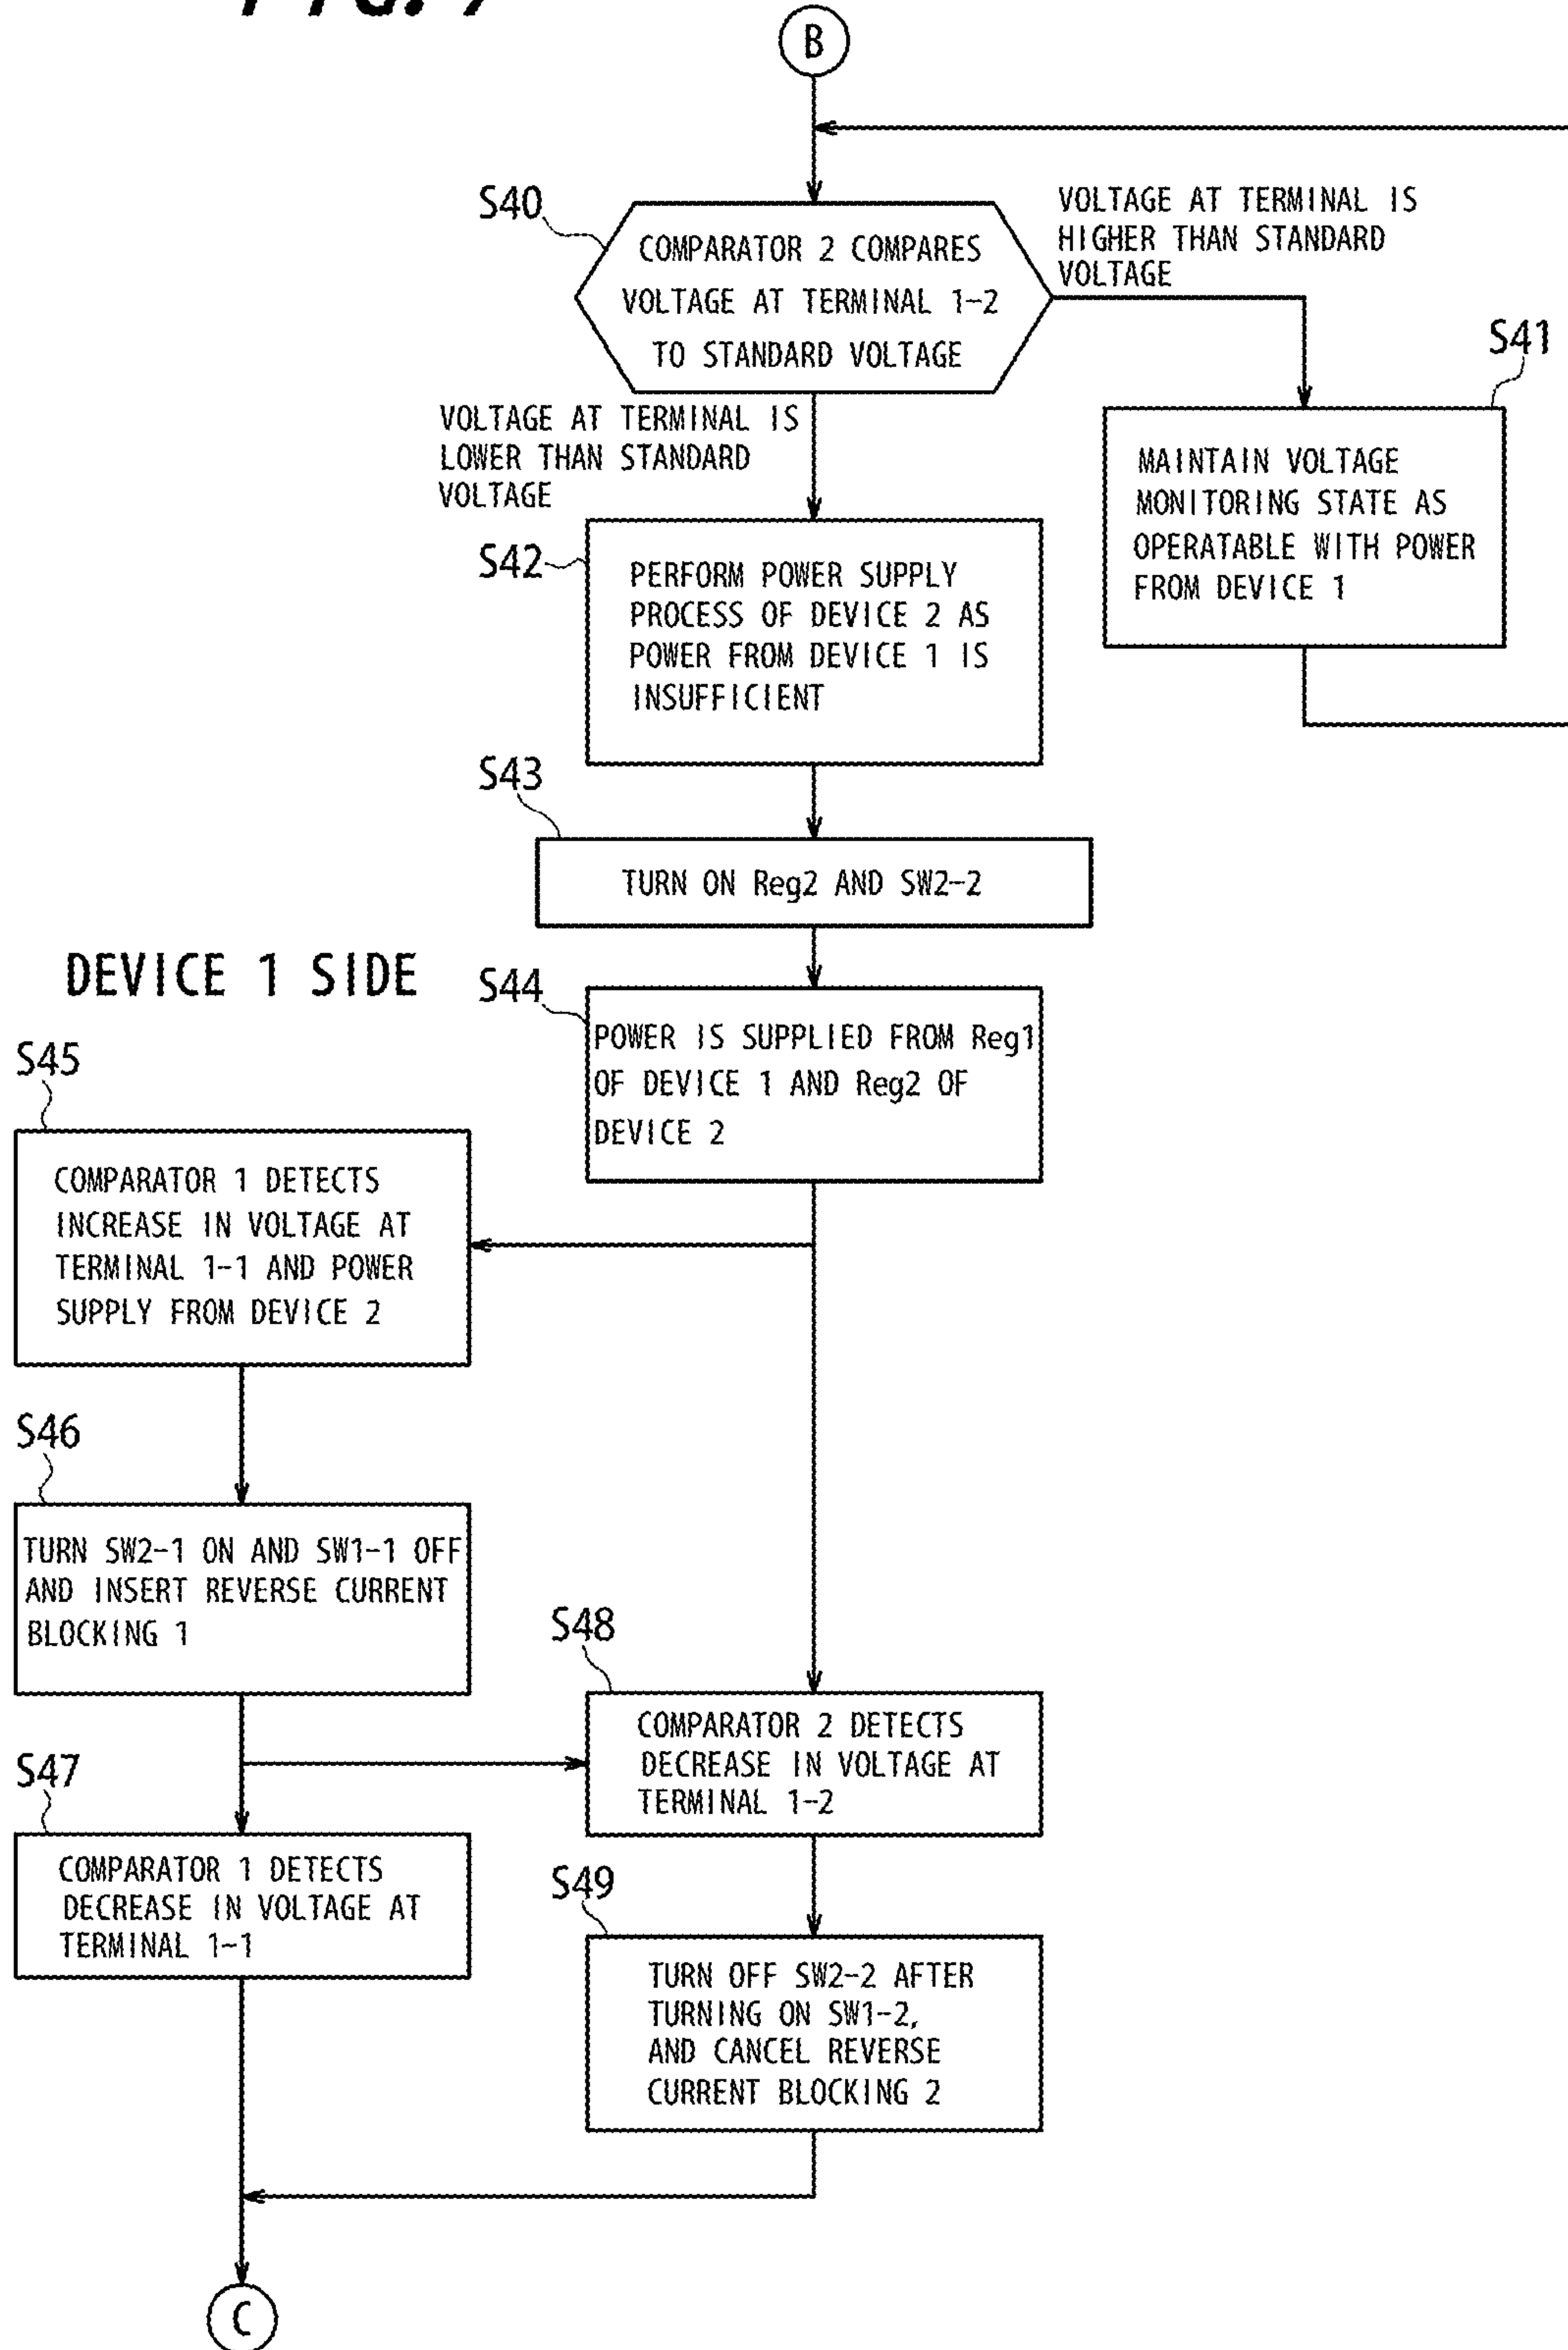 B
S40
COMPARATOR 2 COMPARES
VOLTAGE AT TERMINAL 1-2
TO STANDARD VOLTAGE
VOLTAGE AT TERMINAL IS
HIGHER THAN STANDARD
VOLTAGE
S41
MAINTAIN VOLTAGE
MONITORING STATE AS
OPERATABLE WITH POWER
FROM DEVICE 1
VOLTAGE AT TERMINAL IS
LOWER THAN STANDARD
VOLTAGE
S42
PERFORM POWER SUPPLY
PROCESS OF DEVICE 2 AS
POWER FROM DEVICE 1 IS
INSUFFICIENT
S43
TURN ON Reg2 AND SW2-2
DEVICE 1 SIDE
S44
POWER IS SUPPLIED FROM Reg1
OF DEVICE 1 AND Reg2 OF
DEVICE 2
S45
COMPARATOR 1 DETECTS
INCREASE IN VOLTAGE AT
TERMINAL 1-1 AND POWER
SUPPLY FROM DEVICE 2
S46
TURN SW2-1 ON AND SW1-1 OFF
AND INSERT REVERSE CURRENT
BLOCKING 1
S47
COMPARATOR 1 DETECTS
DECREASE IN VOLTAGE AT
TERMINAL 1-1
S48
COMPARATOR 2 DETECTS
DECREASE IN VOLTAGE AT
TERMINAL 1-2
S49
TURN OFF SW2-2 AFTER
TURNING ON SW1-2,
AND CANCEL REVERSE
CURRENT BLOCKING 2
C